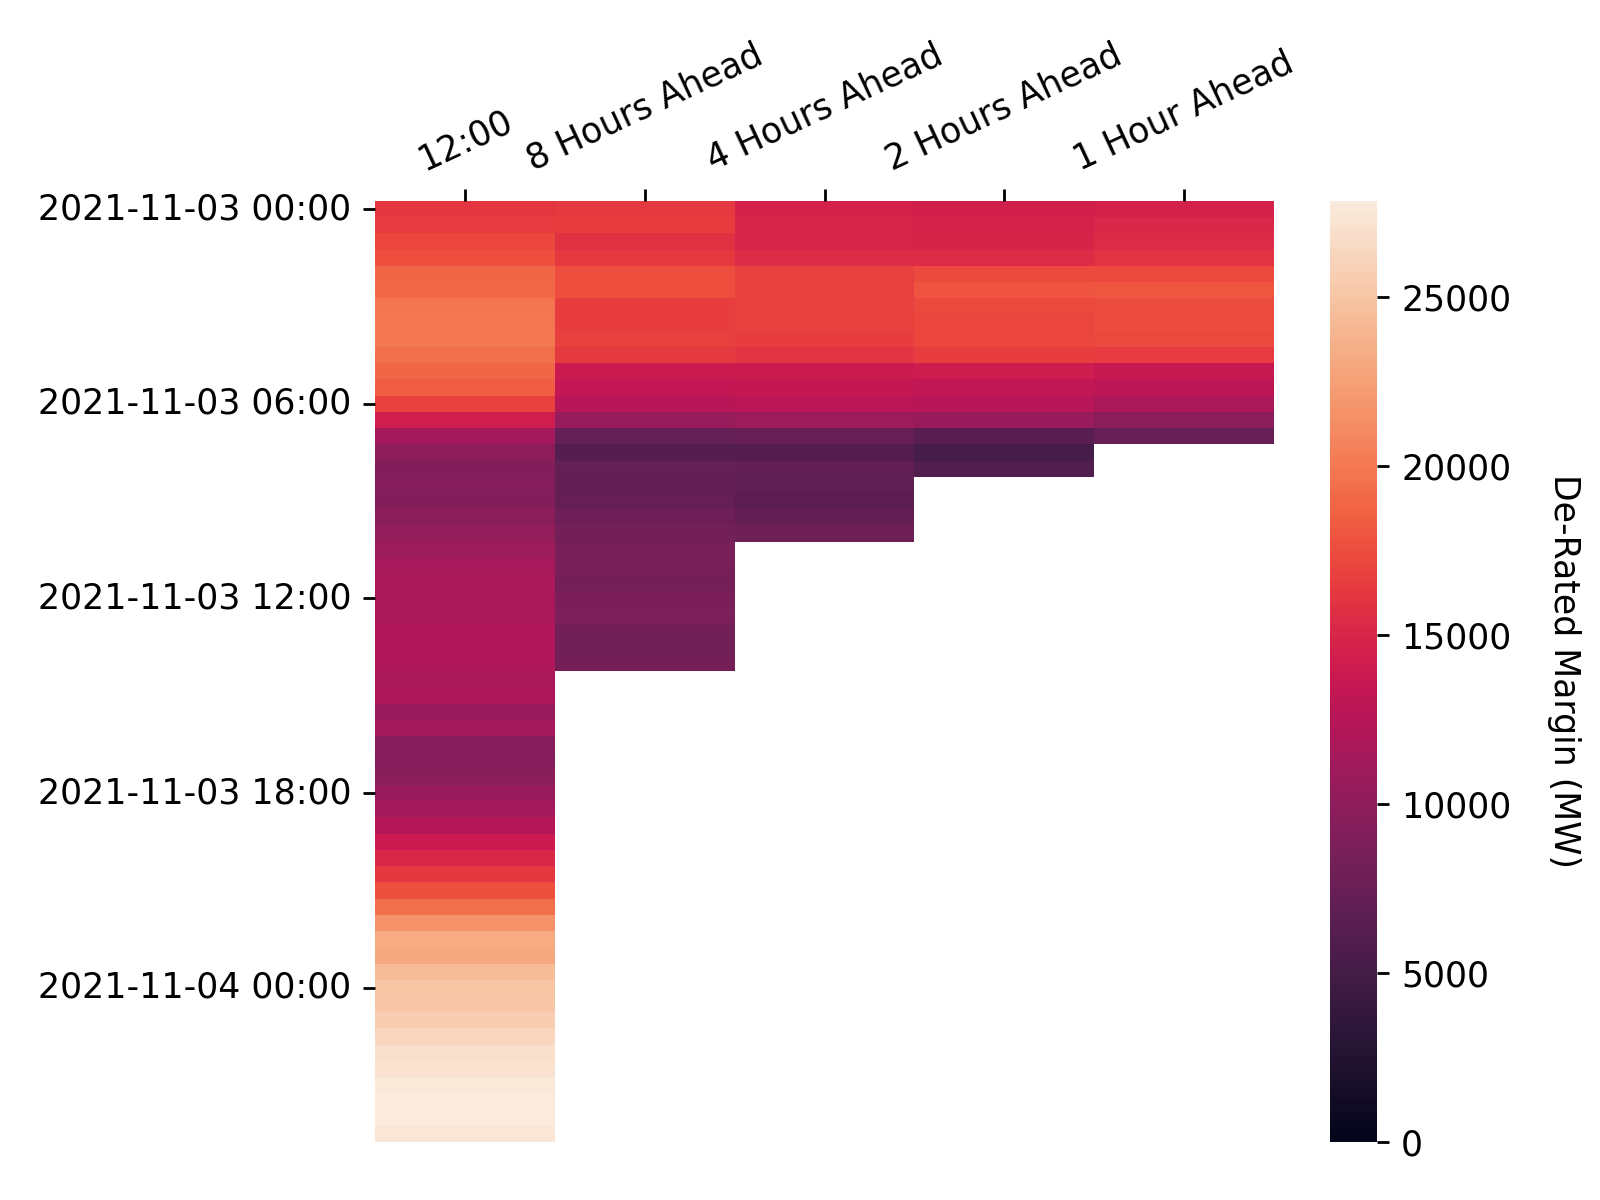 12:00
8 Hours Ahead
4 Hours Ahead
2 Hours Ahead
1 Hour Ahead
2021-11-03 00:00
2021-11-03 06:00
2021-11-03 12:00
2021-11-03 18:00
2021-11-04 00:00
25000
20000
15000
10000
5000
0
De-Rated Margin (MW)